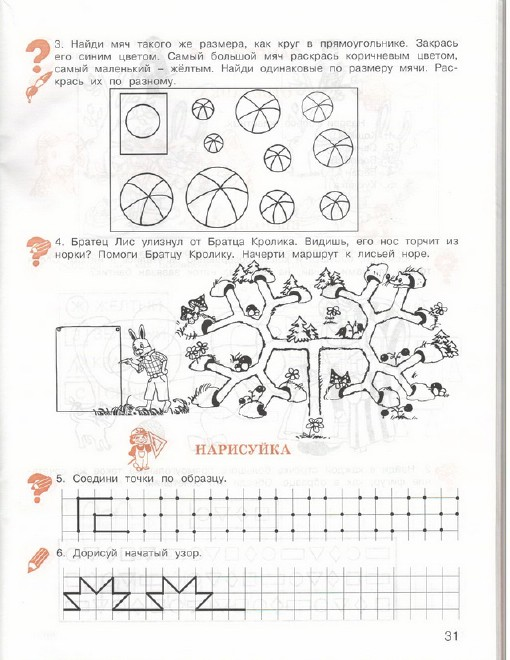 3. Найди мяч такого же размера, как круг в прямоугольнике. Закрась
его синим цветом. Самый большой мяч раскрась коричневым цветом,
самый маленький – жёлтым. Найди одинаковые по размеру мячи. Рас-
крась их по разному.
4. Братец Лис улизнул от Братца Кролика. Видишь, его нос торчит из
норки? Помоги Братцу Кролику. Начерти маршрут к лисьей норе.
НАРИСУЙКА
5. Соедини точки по образцу.
6. Дорисуй начатый узор.
31